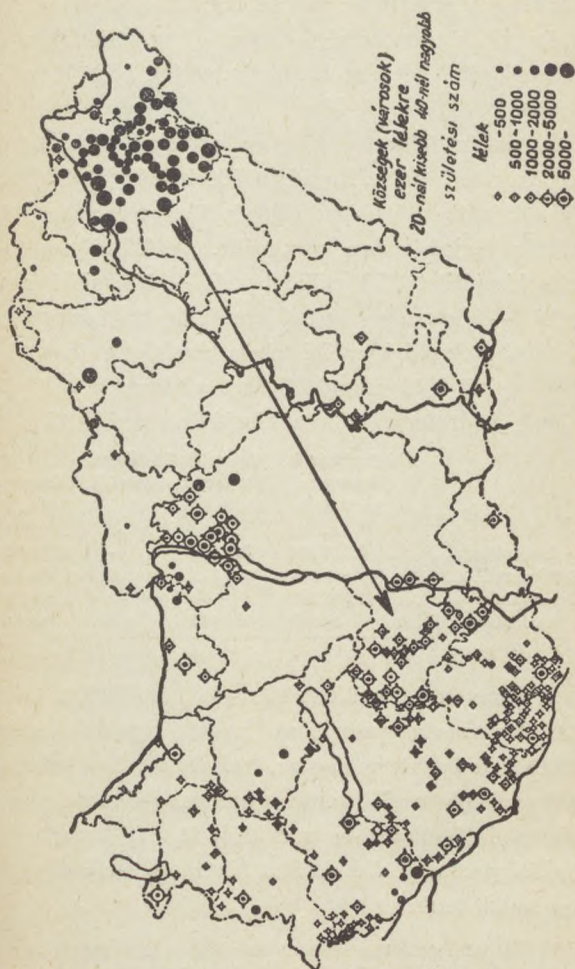 Községek (városok)
ezer lélekre
20-nál kisebb 40-nél nagyobb
születési szám
lélek
-500
500-1000
1000-2000
2000-5000
5000-